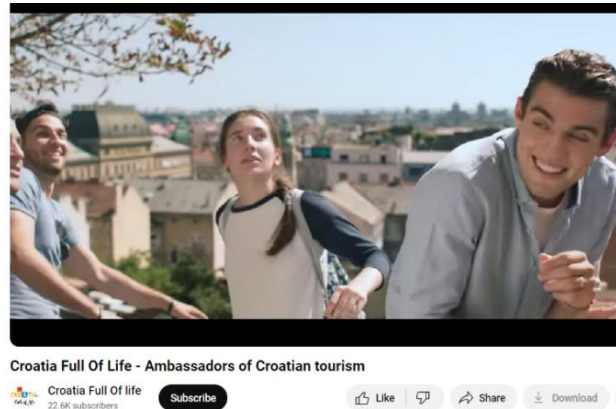 Croatia Full Of Life - Ambassadors of Croatian tourism
Croatia Full Of life
22.6K subscribers
Subscribe
Like
Share
Download